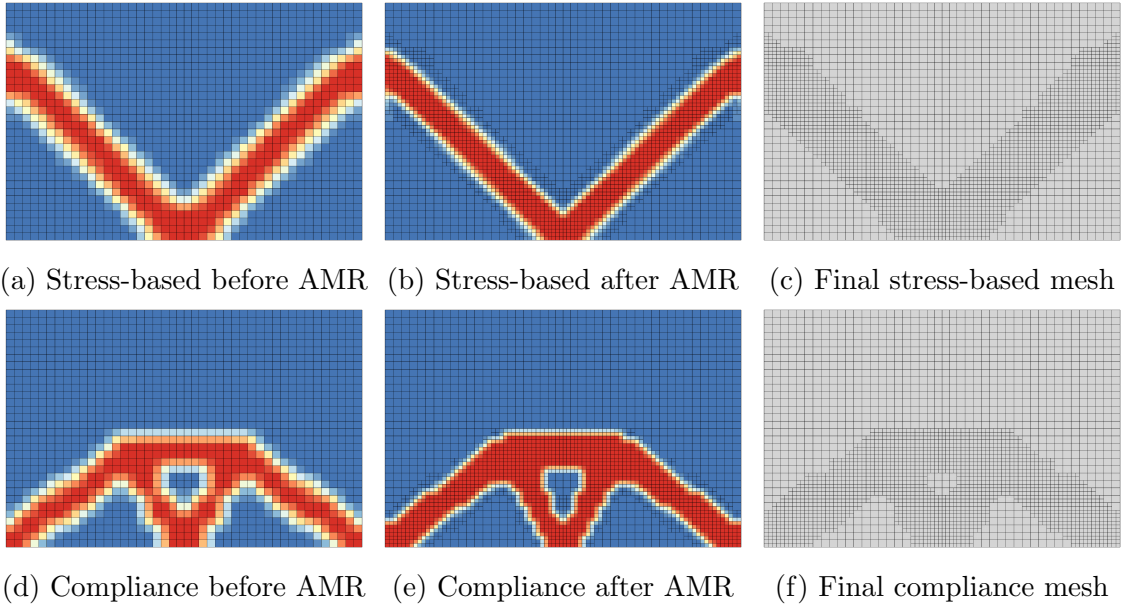 (a) Stress-based before AMR
(b) Stress-based after AMR
(c) Final stress-based mesh
(d) Compliance before AMR
(e) Compliance after AMR
(f) Final compliance mesh